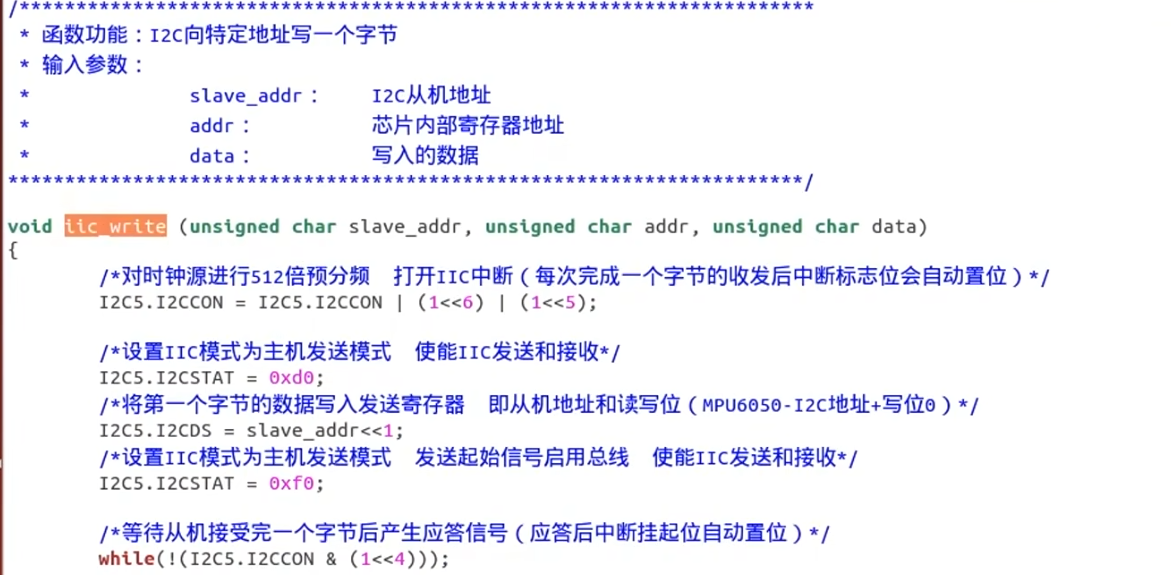 /**********************************************************************
* 函数功能：I2C向特定地址写一个字节
* 输入参数：
* slave_addr： I2C从机地址
* addr： 芯片内部寄存器地址
* data： 写入的数据
**********************************************************************/
void iic_write (unsigned char slave_addr, unsigned char addr, unsigned char data)
{
/*对时钟源进行512倍预分频 打开IIC中断（每次完成一个字节的收发后中断标志位会自动置位）*/
I2C5.I2CCON = I2C5.I2CCON | (1<<6) | (1<<5);
/*设置IIC模式为主机发送模式 使能IIC发送和接收*/
I2C5.I2CSTAT = 0xd0;
/*将第一个字节的数据写入发送寄存器 即从机地址和读写位（MPU6050-I2C地址+写位0）*/
I2C5.I2CDS = slave_addr<<1;
/*设置IIC模式为主机发送模式 发送起始信号启用总线 使能IIC发送和接收*/
I2C5.I2CSTAT = 0xf0;
/*等待从机接受完一个字节后产生应答信号（应答后中断挂起位自动置位）*/
while(!(I2C5.I2CCON & (1<<4)));